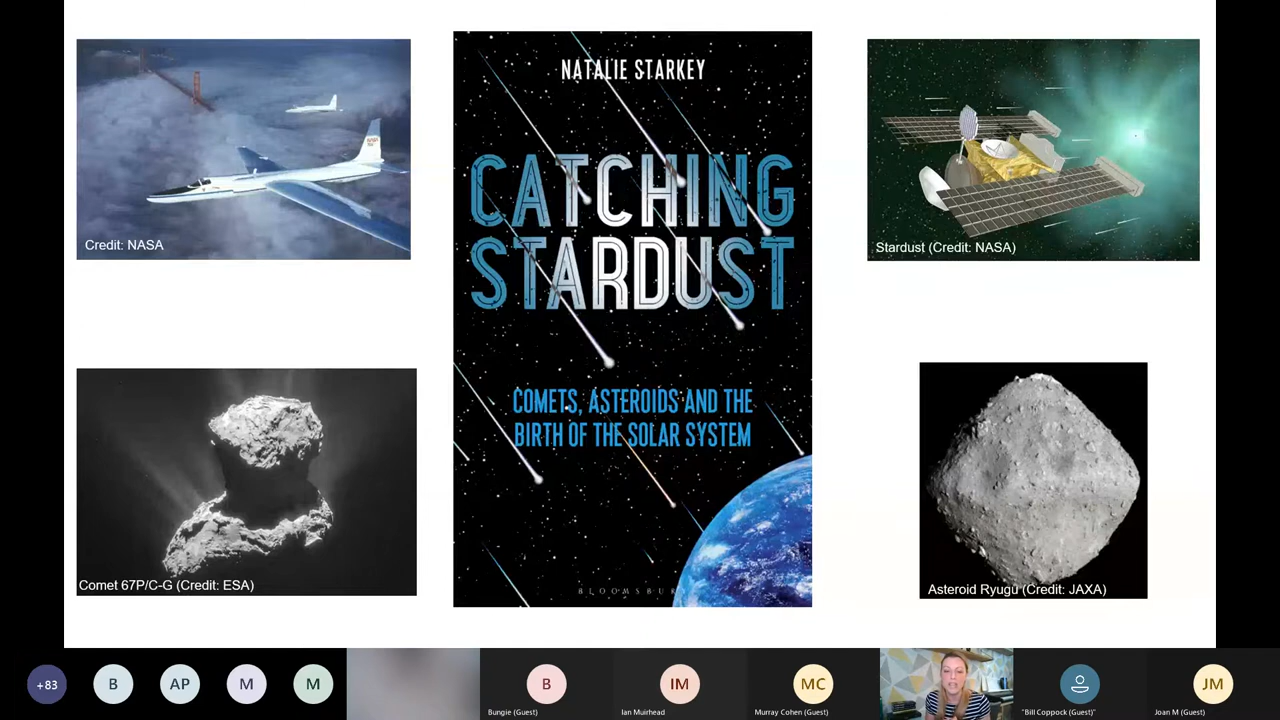 Credit: NASA
NATALIE STARKEY
CATCHING
STARDUST
COMETS, ASTEROIDS AND THE
BIRTH OF THE SOLAR SYSTEM
BLOOMSBURY
Stardust (Credit: NASA)
Comet 67P/C-G (Credit: ESA)
Asteroid Ryugu (Credit: JAXA)
+83
B
AP
M
M
B
Bungie (Guest)
IM
Ian Muirhead
MC
Murray Cohen (Guest)
"Bill Coppock (Guest)"
JM
Joan M (Guest)